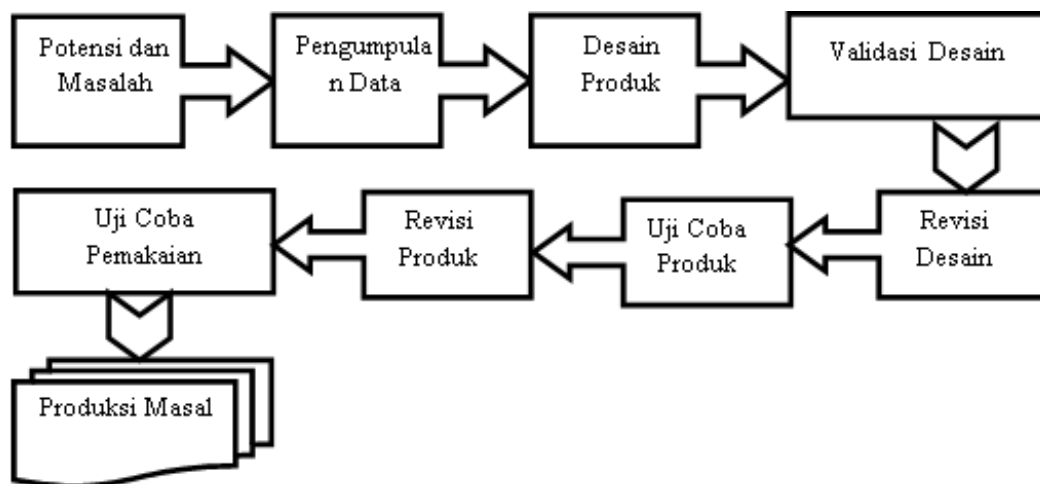 Potensi dan
Masalah
Pengumpula
n Data
Desain
Produk
Validasi Desain
Revisi
Desain
Uji Coba
Produk
Revisi
Produk
Uji Coba
Pemakaian
Produksi Masal